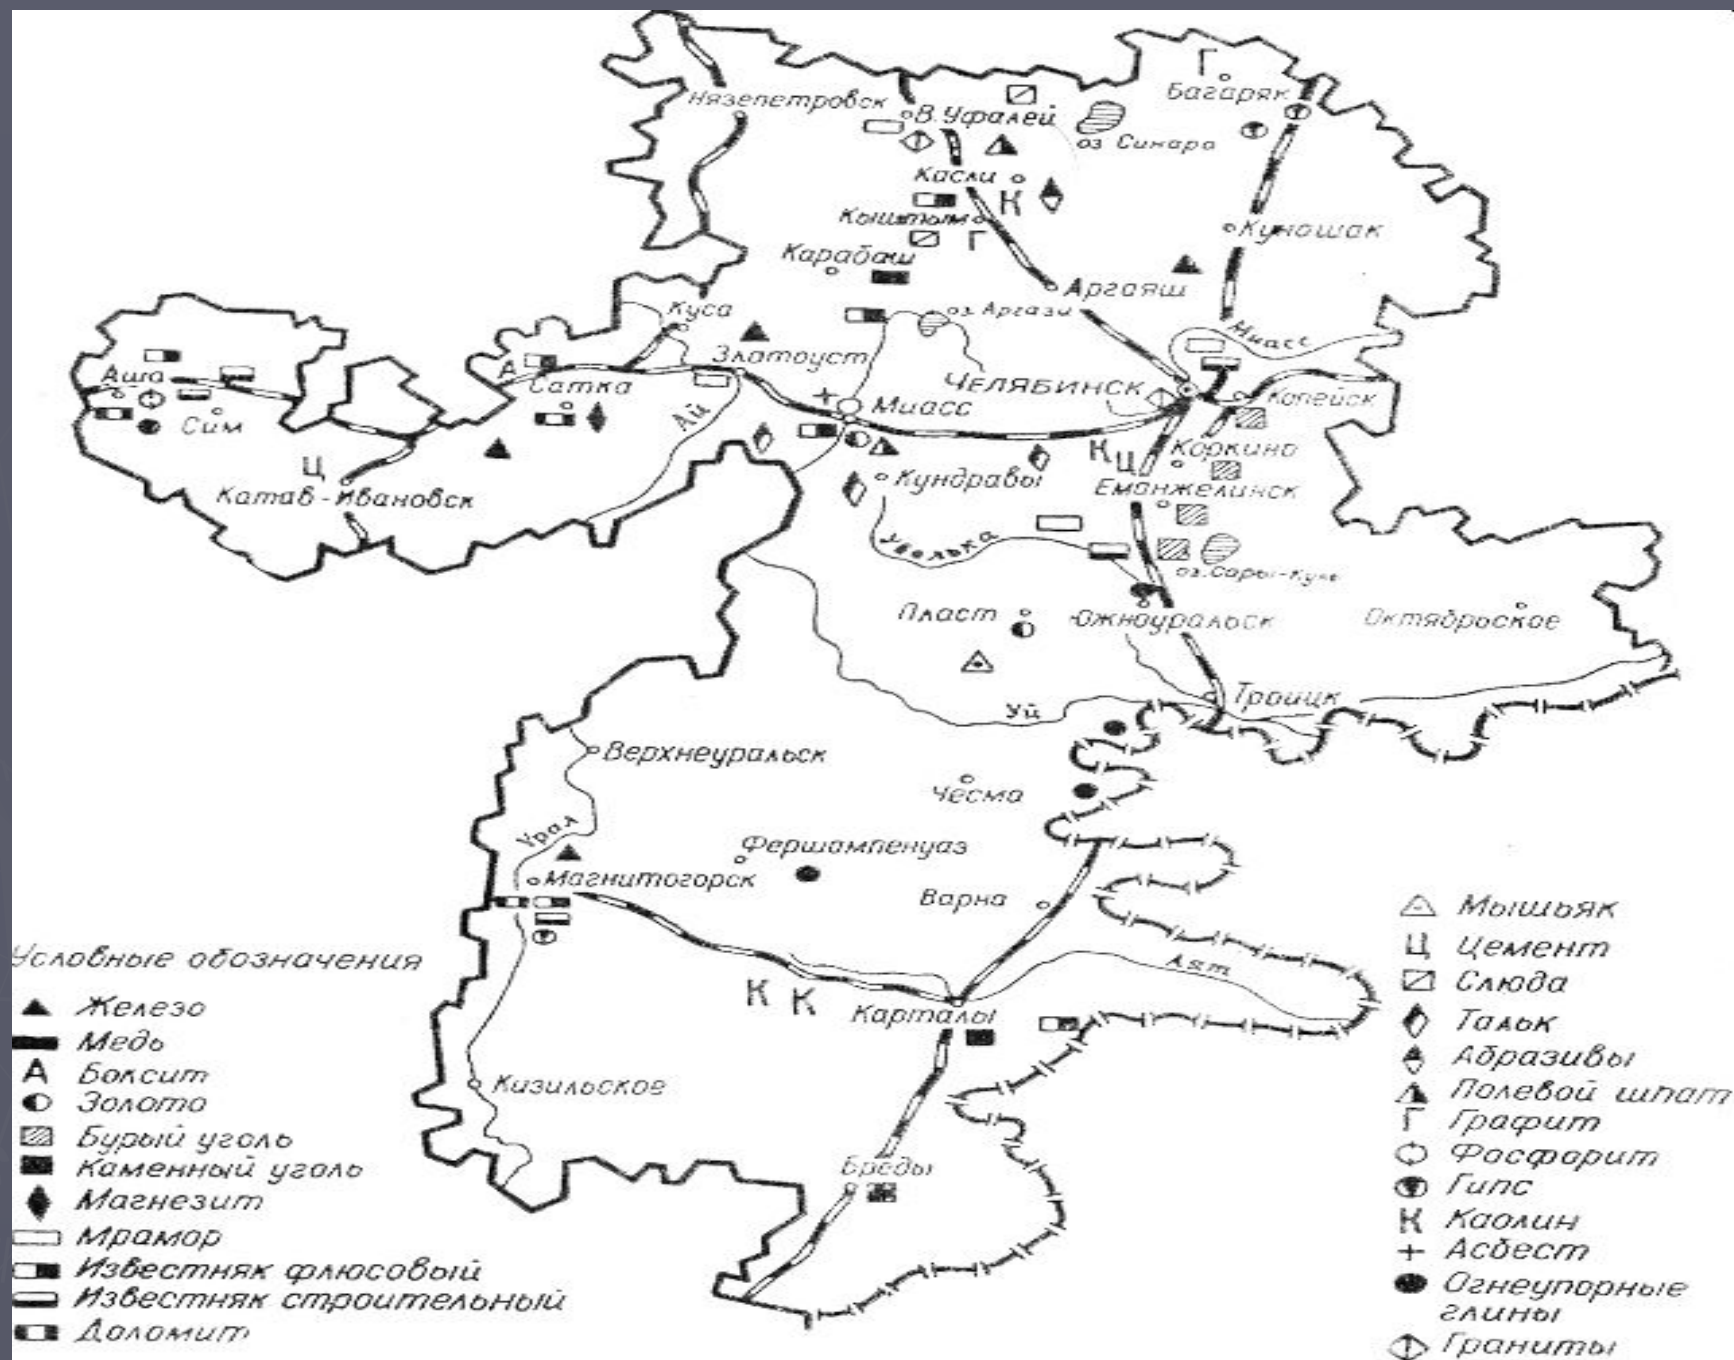 Нязепетровск
В. Уфалей
Г
Багаряк
оз Синара
Касли
К
Кыштым
Г
Куношак
Карабаш
Аргаяш
Куса
оз. Аргази
Миасс
Златоуст
А
Аша
Сатка
ЧЕЛЯБИНСК
Копейск
Миасс
Ай
Сим
К
Ц
Коркино
Ц
Кундравы
Еманжелинск
Катав-Ивановск
Увелька
оз. Сары-Куль
Пласт
Южноуральск
Октябрьское
Уй
Троицк
Верхнеуральск
Чесма
Урал
Фершампенуаз
Магнитогорск
Варна
Аят
К К
Карталы
Кизильское
Бреды
Условные обозначения
Железо
Медь
А Боксит
Золото
Бурый уголь
Каменный уголь
Магнезит
Мрамор
Известняк флюсовый
Известняк строительный
Доломит
Мышьяк
Ц Цемент
Слюда
Тальк
Абразивы
Полевой шпат
Г Графит
Фосфорит
Гипс
К Каолин
+ Асбест
Огнеупорные
глины
Граниты